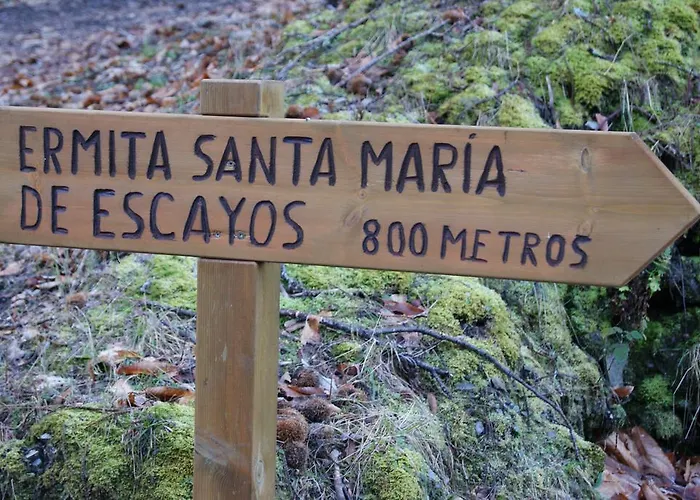 ERMITA SANTA MARÍA
DE ESCAYOS 800 METROS